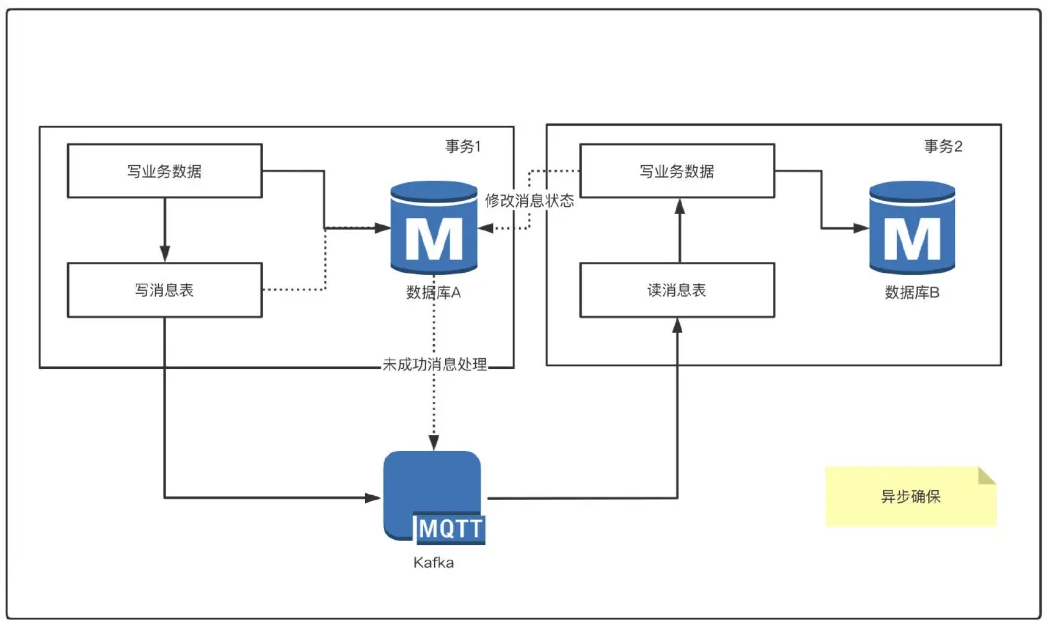 事务1
写业务数据
M
写消息表
数据库A
未成功消息处理
修改消息状态
事务2
写业务数据
M
读消息表
数据库B
MQTT
Kafka
异步确保